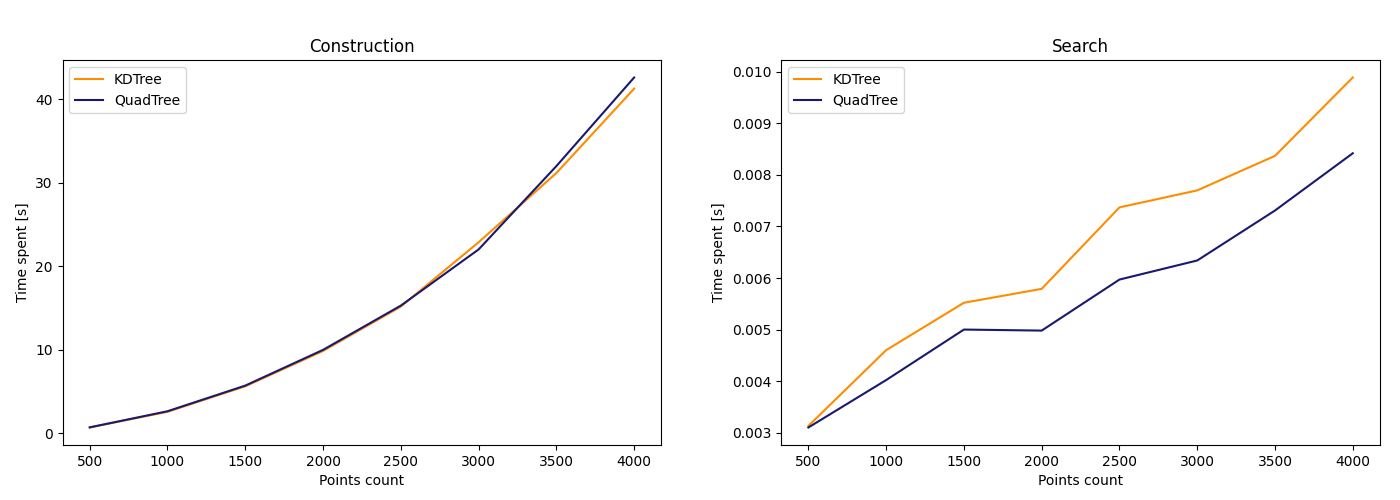 Construction
KDTree
QuadTree
40
30
20
10
0
Time spent [s]
500 1000 1500 2000 2500 3000 3500 4000
Points count
Search
KDTree
QuadTree
0.010
0.009
0.008
0.007
0.006
0.005
0.004
0.003
Time spent [s]
500 1000 1500 2000 2500 3000 3500 4000
Points count